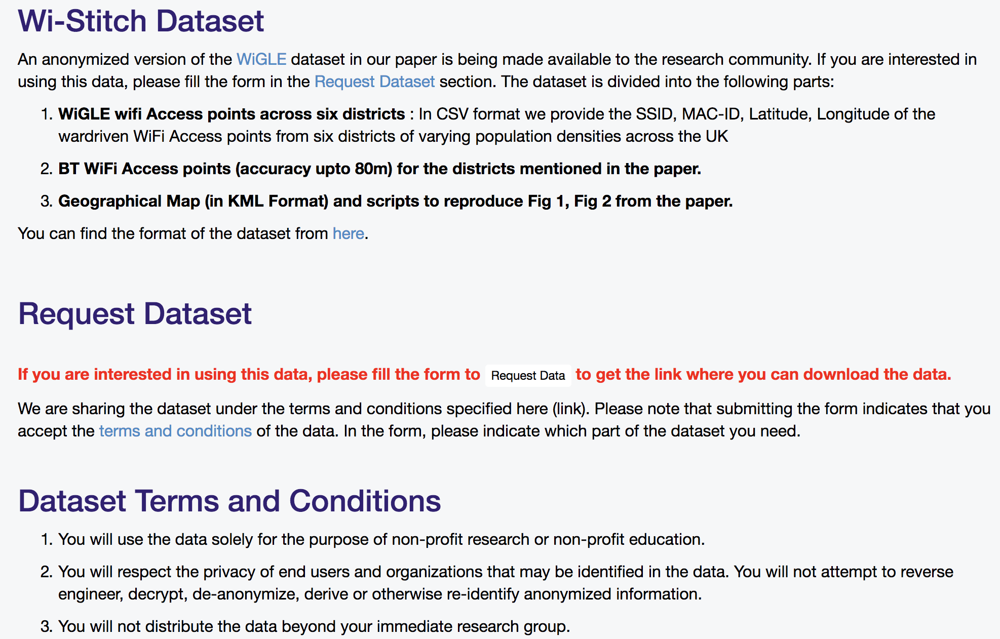 Wi-Stitch Dataset
An anonymized version of the WiGLE dataset in our paper is being made available to the research community. If you are interested in
using this data, please fill the form in the Request Dataset section. The dataset is divided into the following parts:
1. WiGLE wifi Access points across six districts : In CSV format we provide the SSID, MAC-ID, Latitude, Longitude of the
wardriven WiFi Access points from six districts of varying population densities across the UK
2. BT WiFi Access points (accuracy upto 80m) for the districts mentioned in the paper.
3. Geographical Map (in KML Format) and scripts to reproduce Fig 1, Fig 2 from the paper.
You can find the format of the dataset from here.
Request Dataset
If you are interested in using this data, please fill the form to Request Data to get the link where you can download the data.
We are sharing the dataset under the terms and conditions specified here (link). Please note that submitting the form indicates that you
accept the terms and conditions of the data. In the form, please indicate which part of the dataset you need.
Dataset Terms and Conditions
1. You will use the data solely for the purpose of non-profit research or non-profit education.
2. You will respect the privacy of end users and organizations that may be identified in the data. You will not attempt to reverse
engineer, decrypt, de-anonymize, derive or otherwise re-identify anonymized information.
3. You will not distribute the data beyond your immediate research group.